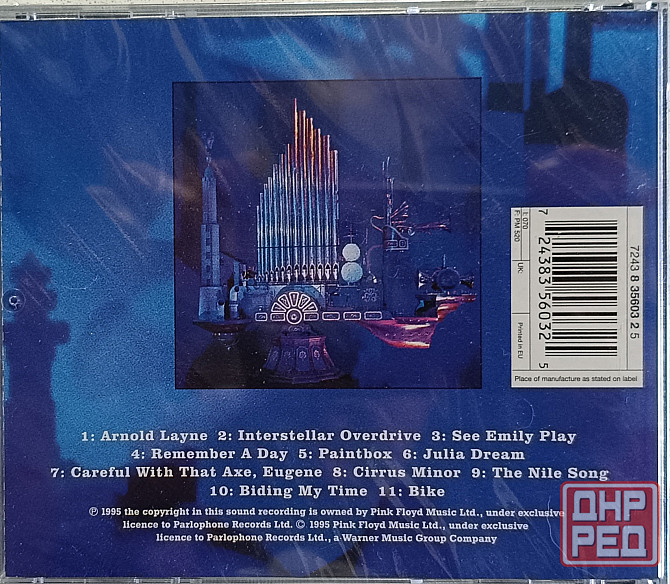 1: Arnold Layne 2: Interstellar Overdrive 3: See Emily Play
4: Remember A Day 5: Paintbox 6: Julia Dream
7: Careful With That Axe, Eugene 8: Cirrus Minor 9: The Nile Song
10: Biding My Time 11: Bike
℗ 1995 the copyright in this sound recording is owned by Pink Floyd Music Ltd., under exclusive
licence to Parlophone Records Ltd. © 1995 Pink Floyd Music Ltd., under exclusive
licence to Parlophone Records Ltd., a Warner Music Group Company
7243 8 35603 2 5
7 24383 56032 5
I: 070
F: PM 520
UK:
Printed in EU
Place of manufacture as stated on label
ДНР
РЕД